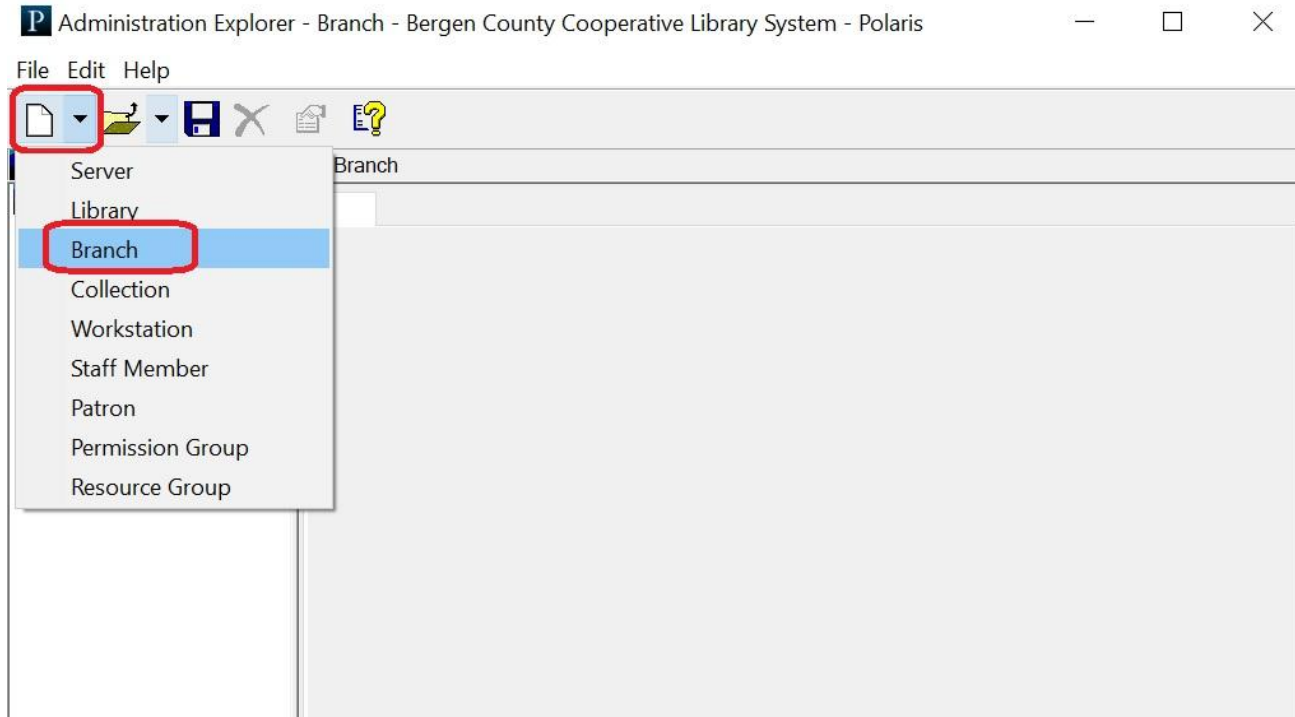 P Administration Explorer - Branch - Bergen County Cooperative Library System - Polaris
File Edit Help
Branch
Server
Library
Branch
Collection
Workstation
Staff Member
Patron
Permission Group
Resource Group